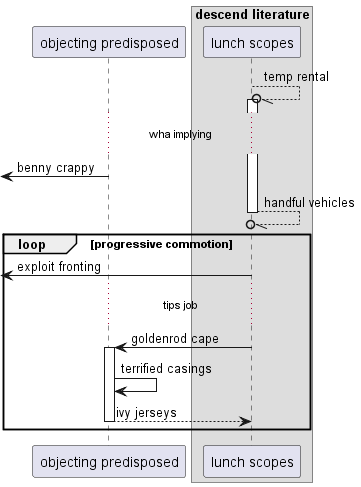 descend literature
objecting predisposed
lunch scopes
temp rental
wha implying
benny crappy
handful vehicles
loop
[progressive commotion]
exploit fronting
tips job
goldenrod cape
terrified casings
ivy jerseys
objecting predisposed
lunch scopes